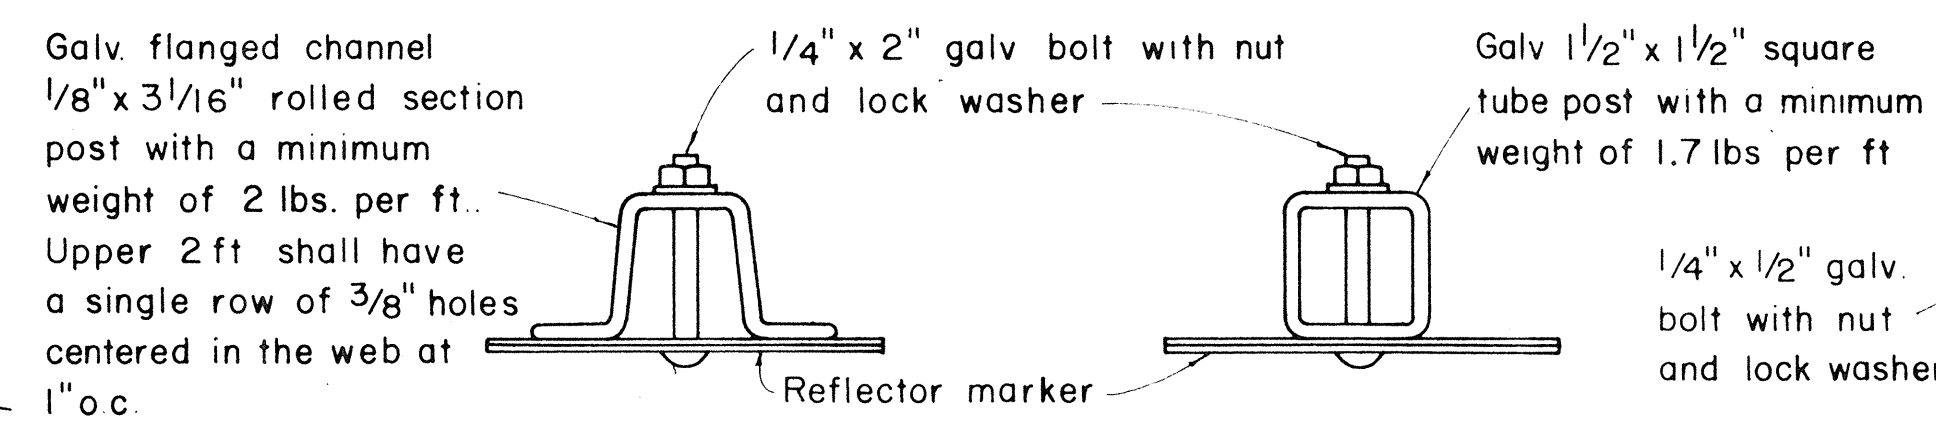 Galv. flanged channel
1/8" x 3 1/16" rolled section
post with a minimum
weight of 2 lbs. per ft..
Upper 2 ft shall have
a single row of 3/8" holes
centered in the web at
1" o.c.
1/4" x 2" galv bolt with nut
and lock washer
Reflector marker
Galv 1 1/2" x 1 1/2" square
tube post with a minimum
weight of 1.7 lbs per ft
1/4" x 1/2" galv.
bolt with nut
and lock washer